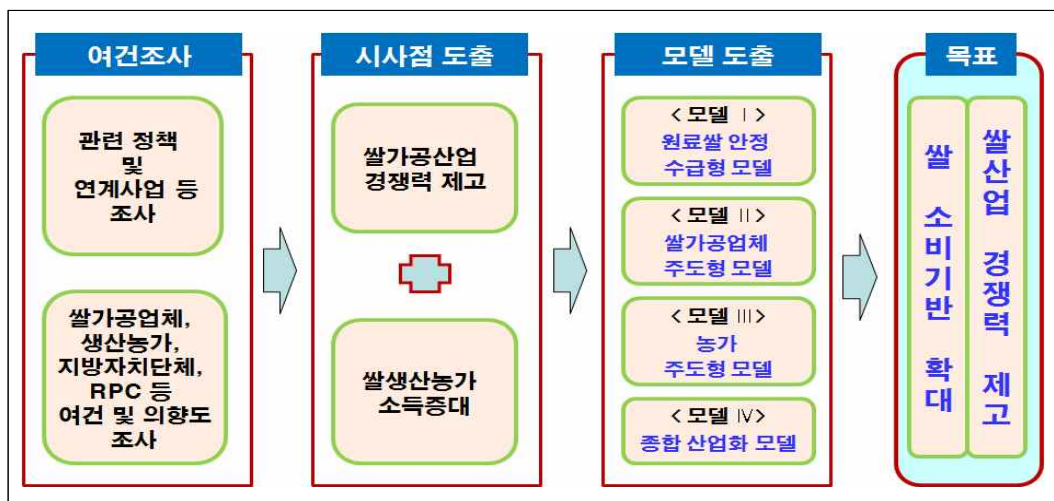 여건조사
관련 정책
및
연계사업 등
조사
쌀가공업체,
생산농가,
지방자치단체,
RPC 등
여건 및 의향도
조사
시사점 도출
쌀가공산업
경쟁력 제고
쌀생산농가
소득증대
모델 도출
< 모델 Ⅰ>
원료쌀 안정
수급형 모델
< 모델 Ⅱ>
쌀가공업체
주도형 모델
< 모델 Ⅲ>
농가
주도형 모델
< 모델 Ⅳ>
종합 산업화 모델
목표
쌀 소비기반 확대
쌀산업 경쟁력 제고